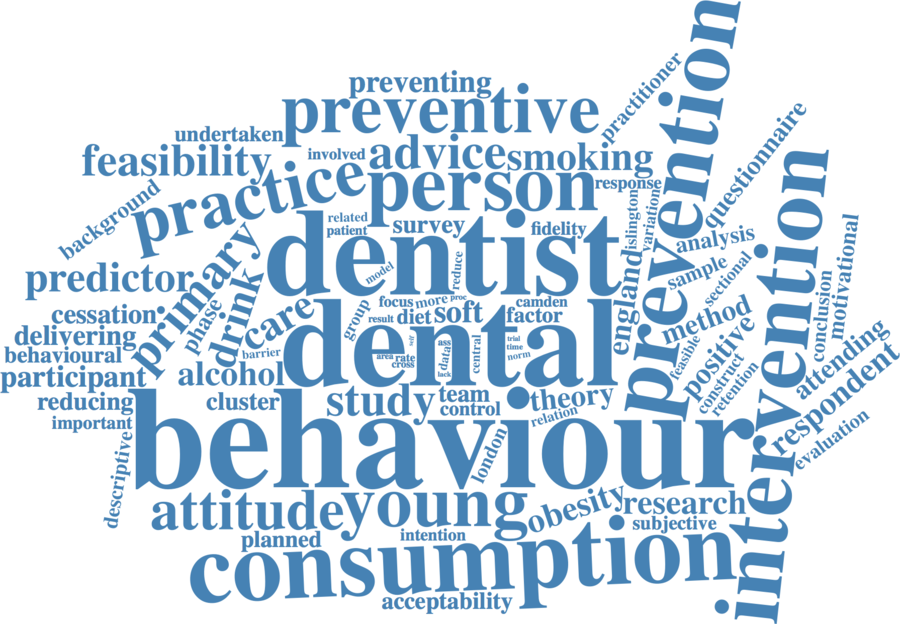 preventing
preventive
practitioner
prevention
undertaken
feasibility
involved
advice
smoking
questionnaire
practice
person
response
background
related
patient
survey
dentist
fidelity
islington
variation
analysis
intervention
predictor
primary
model
reduce
sample
sectional
motivational
conclusion
cessation
phase
drink
care
group
focus
more
proc
camden
england
method
delivering
result
diet
soft
factor
behavioural
barrier
dental
self
ass
data
lack
central
trial
time
norm
area
rate
cross
feasible
positive
attending
participant
alcohol
construct
retention
reducing
cluster
study
team
control
theory
relation
respondent
important
behaviour
evaluation
descriptive
london
attitude
young
obesity
research
subjective
planned
intention
consumption
acceptability